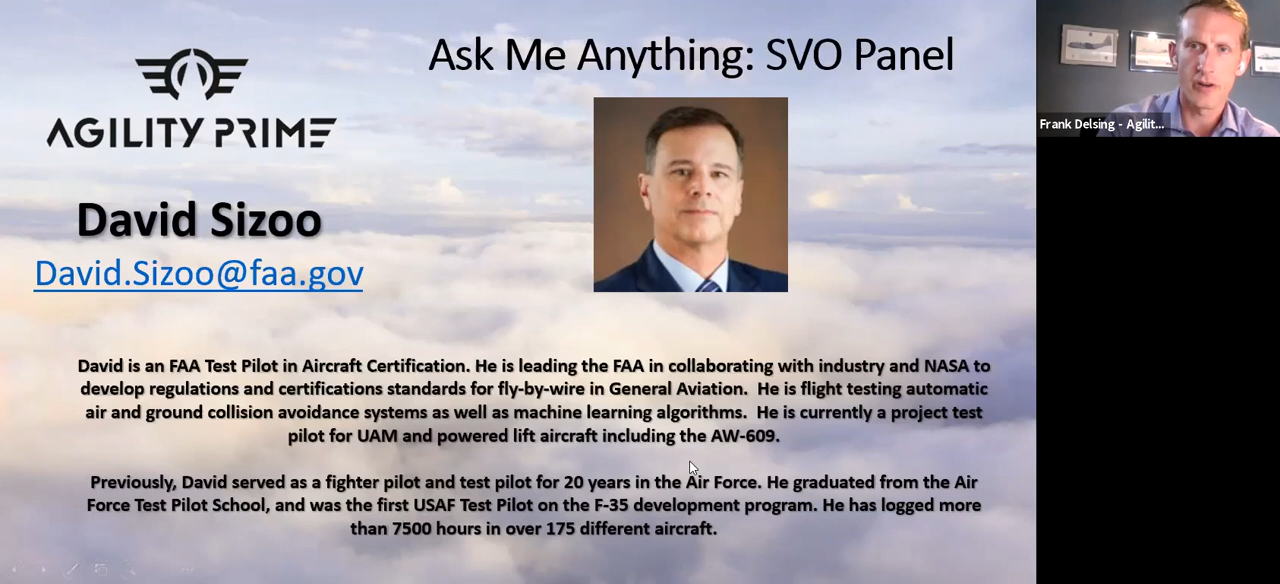 Ask Me Anything: SVO Panel
AGILITY PRIME
David Sizoo
David.Sizoo@faa.gov
Frank Delsing - Agilit...
David is an FAA Test Pilot in Aircraft Certification. He is leading the FAA in collaborating with industry and NASA to
develop regulations and certifications standards for fly-by-wire in General Aviation. He is flight testing automatic
air and ground collision avoidance systems as well as machine learning algorithms. He is currently a project test
pilot for UAM and powered lift aircraft including the AW-609.
Previously, David served as a fighter pilot and test pilot for 20 years in the Air Force. He graduated from the Air
Force Test Pilot School, and was the first USAF Test Pilot on the F-35 development program. He has logged more
than 7500 hours in over 175 different aircraft.